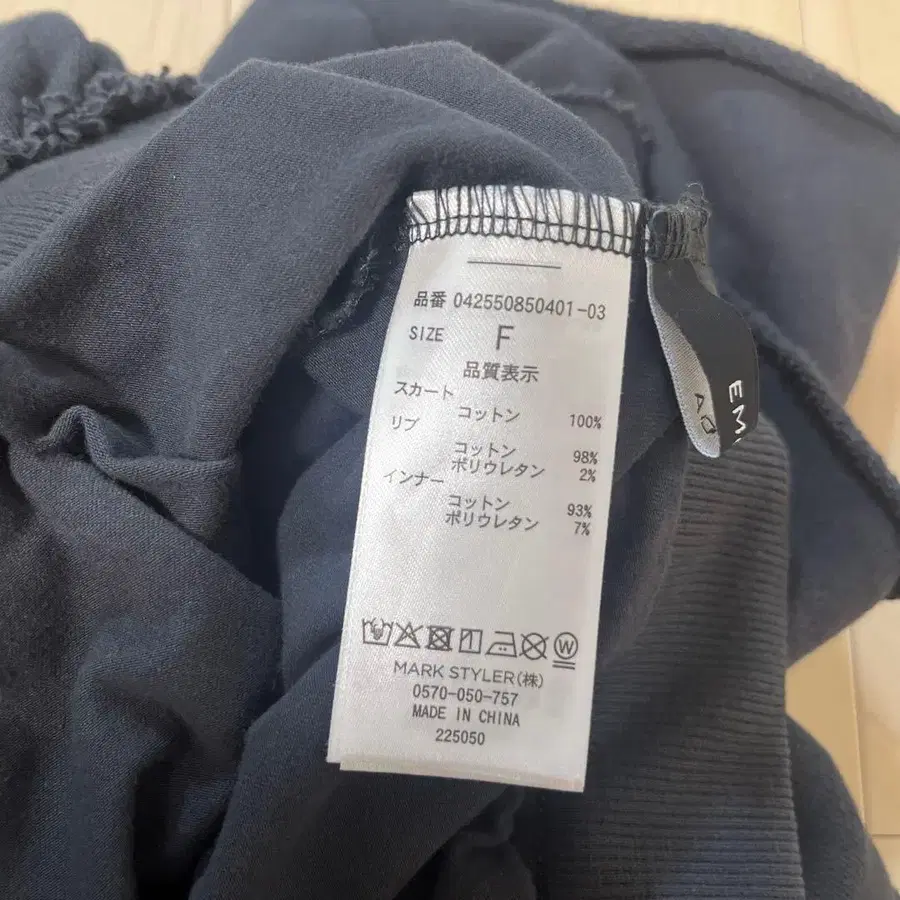 品番 042550850401-03
SIZE F
品質表示
スカート
コットン 100%
リブ
コットン 98%
ポリウレタン 2%
インナー
コットン 93%
ポリウレタン 7%
W
MARK STYLER(株)
0570-050-757
MADE IN CHINA
225050
EM